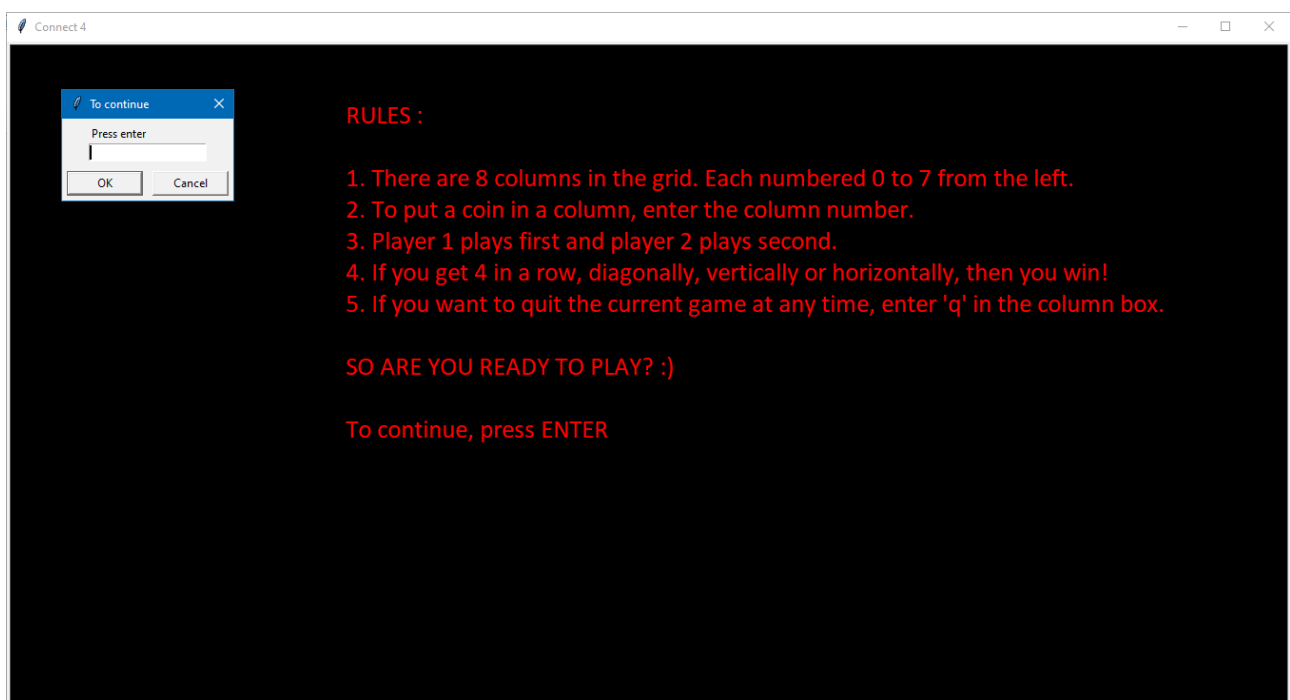 Connect 4
To continue
Press enter
OK
Cancel
RULES :
1. There are 8 columns in the grid. Each numbered 0 to 7 from the left.
2. To put a coin in a column, enter the column number.
3. Player 1 plays first and player 2 plays second.
4. If you get 4 in a row, diagonally, vertically or horizontally, then you win!
5. If you want to quit the current game at any time, enter 'q' in the column box.
SO ARE YOU READY TO PLAY? :)
To continue, press ENTER